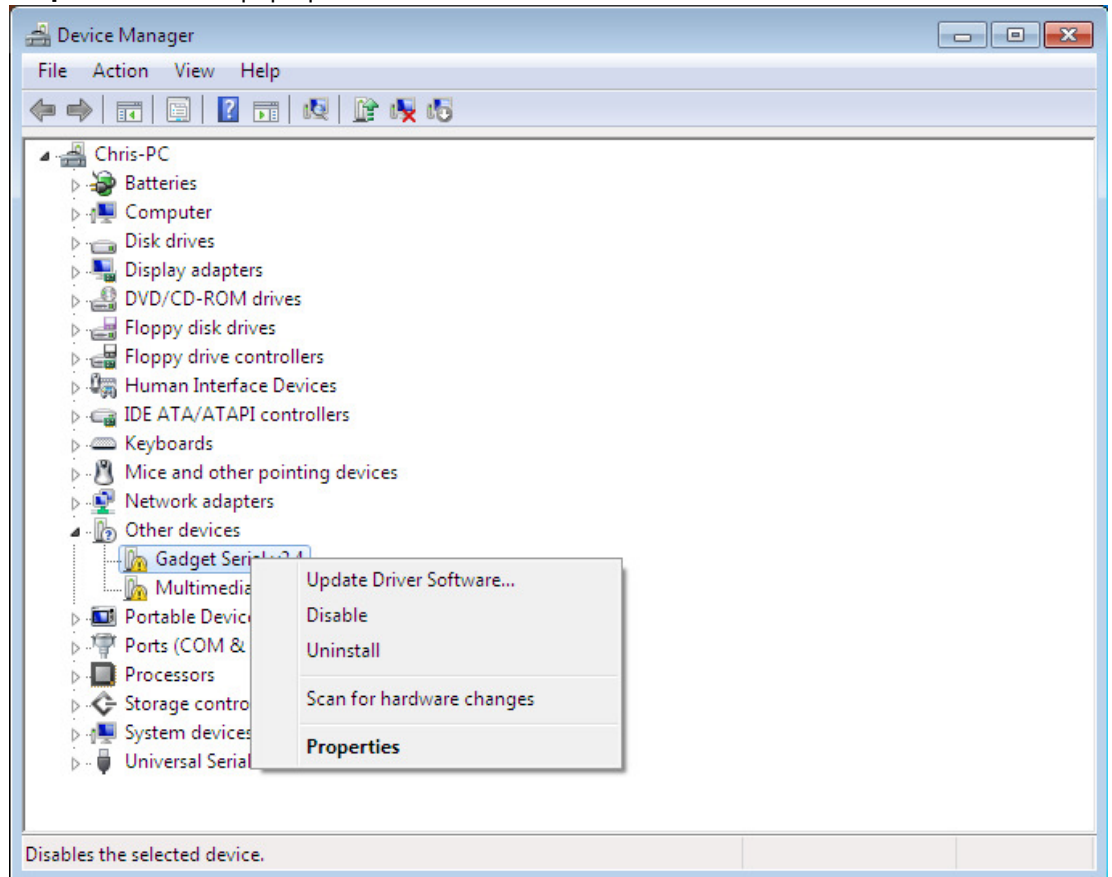 Device Manager
File Action View Help
Chris-PC
Batteries
Computer
Disk drives
Display adapters
DVD/CD-ROM drives
Floppy disk drives
Floppy drive controllers
Human Interface Devices
IDE ATA/ATAPI controllers
Keyboards
Mice and other pointing devices
Network adapters
Other devices
Gadget Serial v2.4
Multimedia
Portable Devic
Ports (COM &
Processors
Storage contro
System devices
Universal Serial
Update Driver Software...
Disable
Uninstall
Scan for hardware changes
Properties
Disables the selected device.